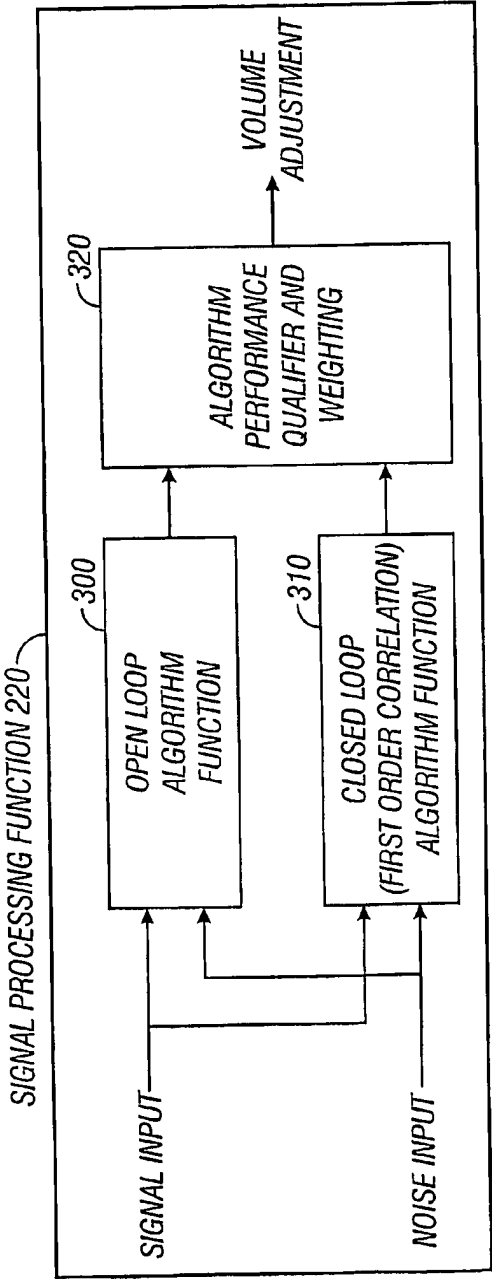 SIGNAL PROCESSING FUNCTION 220
SIGNAL INPUT
NOISE INPUT
300
OPEN LOOP
ALGORITHM
FUNCTION
310
CLOSED LOOP
(FIRST ORDER CORRELATION)
ALGORITHM FUNCTION
320
ALGORITHM
PERFORMANCE
QUALIFIER AND
WEIGHTING
VOLUME
ADJUSTMENT